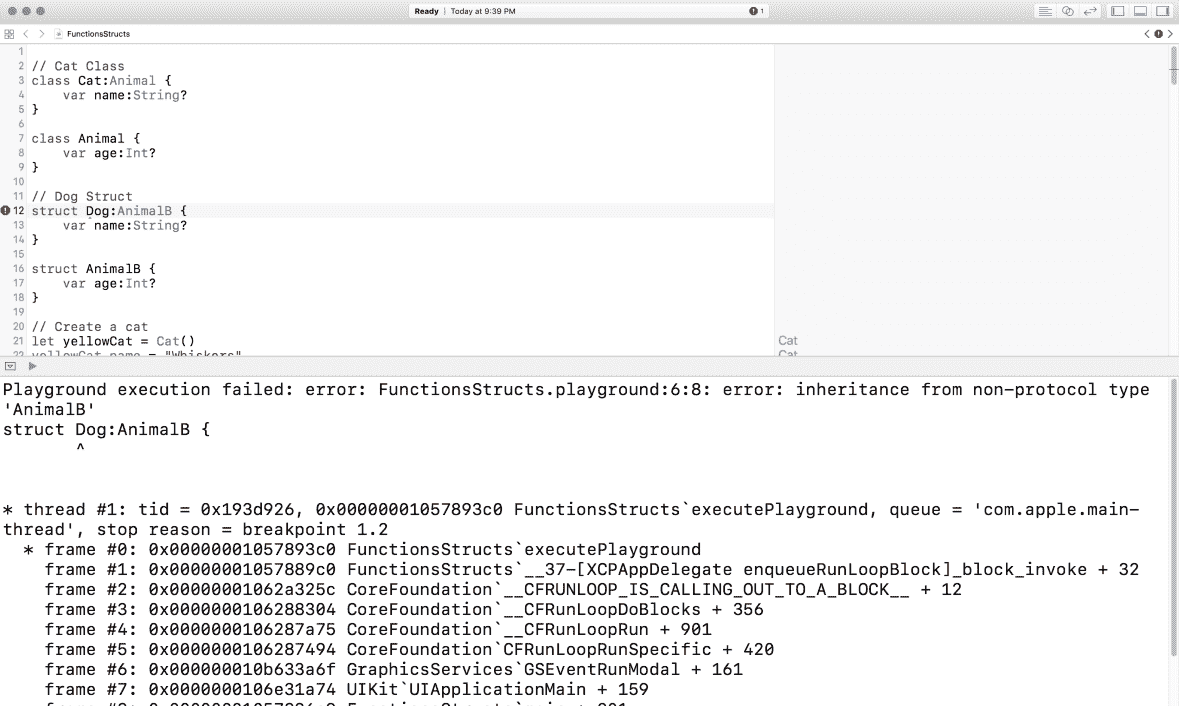 Ready | Today at 9:39 PM
1
FunctionsStructs
1
2 // Cat Class
3 class Cat:Animal {
4     var name:String?
5 }
6
7 class Animal {
8     var age:Int?
9 }
10
11 // Dog Struct
12 struct Dog:AnimalB {
13     var name:String?
14 }
15
16 struct AnimalB {
17     var age:Int?
18 }
19
20 // Create a cat
21 let yellowCat = Cat()
Cat
22 yellowCat.name = "Whiskers"
Cat
Playground execution failed: error: FunctionsStructs.playground:6:8: error: inheritance from non-protocol type
'AnimalB'
struct Dog:AnimalB {
       ^
* thread #1: tid = 0x193d926, 0x00000001057893c0 FunctionsStructs`executePlayground, queue = 'com.apple.main-
thread', stop reason = breakpoint 1.2
  * frame #0: 0x00000001057893c0 FunctionsStructs`executePlayground
    frame #1: 0x00000001057889c0 FunctionsStructs`__37-[XCPAppDelegate enqueueRunLoopBlock]_block_invoke + 32
    frame #2: 0x00000001062a325c CoreFoundation`__CFRUNLOOP_IS_CALLING_OUT_TO_A_BLOCK__ + 12
    frame #3: 0x0000000106288304 CoreFoundation`__CFRunLoopDoBlocks + 356
    frame #4: 0x0000000106287a75 CoreFoundation`__CFRunLoopRun + 901
    frame #5: 0x0000000106287494 CoreFoundation`CFRunLoopRunSpecific + 420
    frame #6: 0x000000010b633a6f GraphicsServices`GSEventRunModal + 161
    frame #7: 0x0000000106e31a74 UIKit`UIApplicationMain + 159